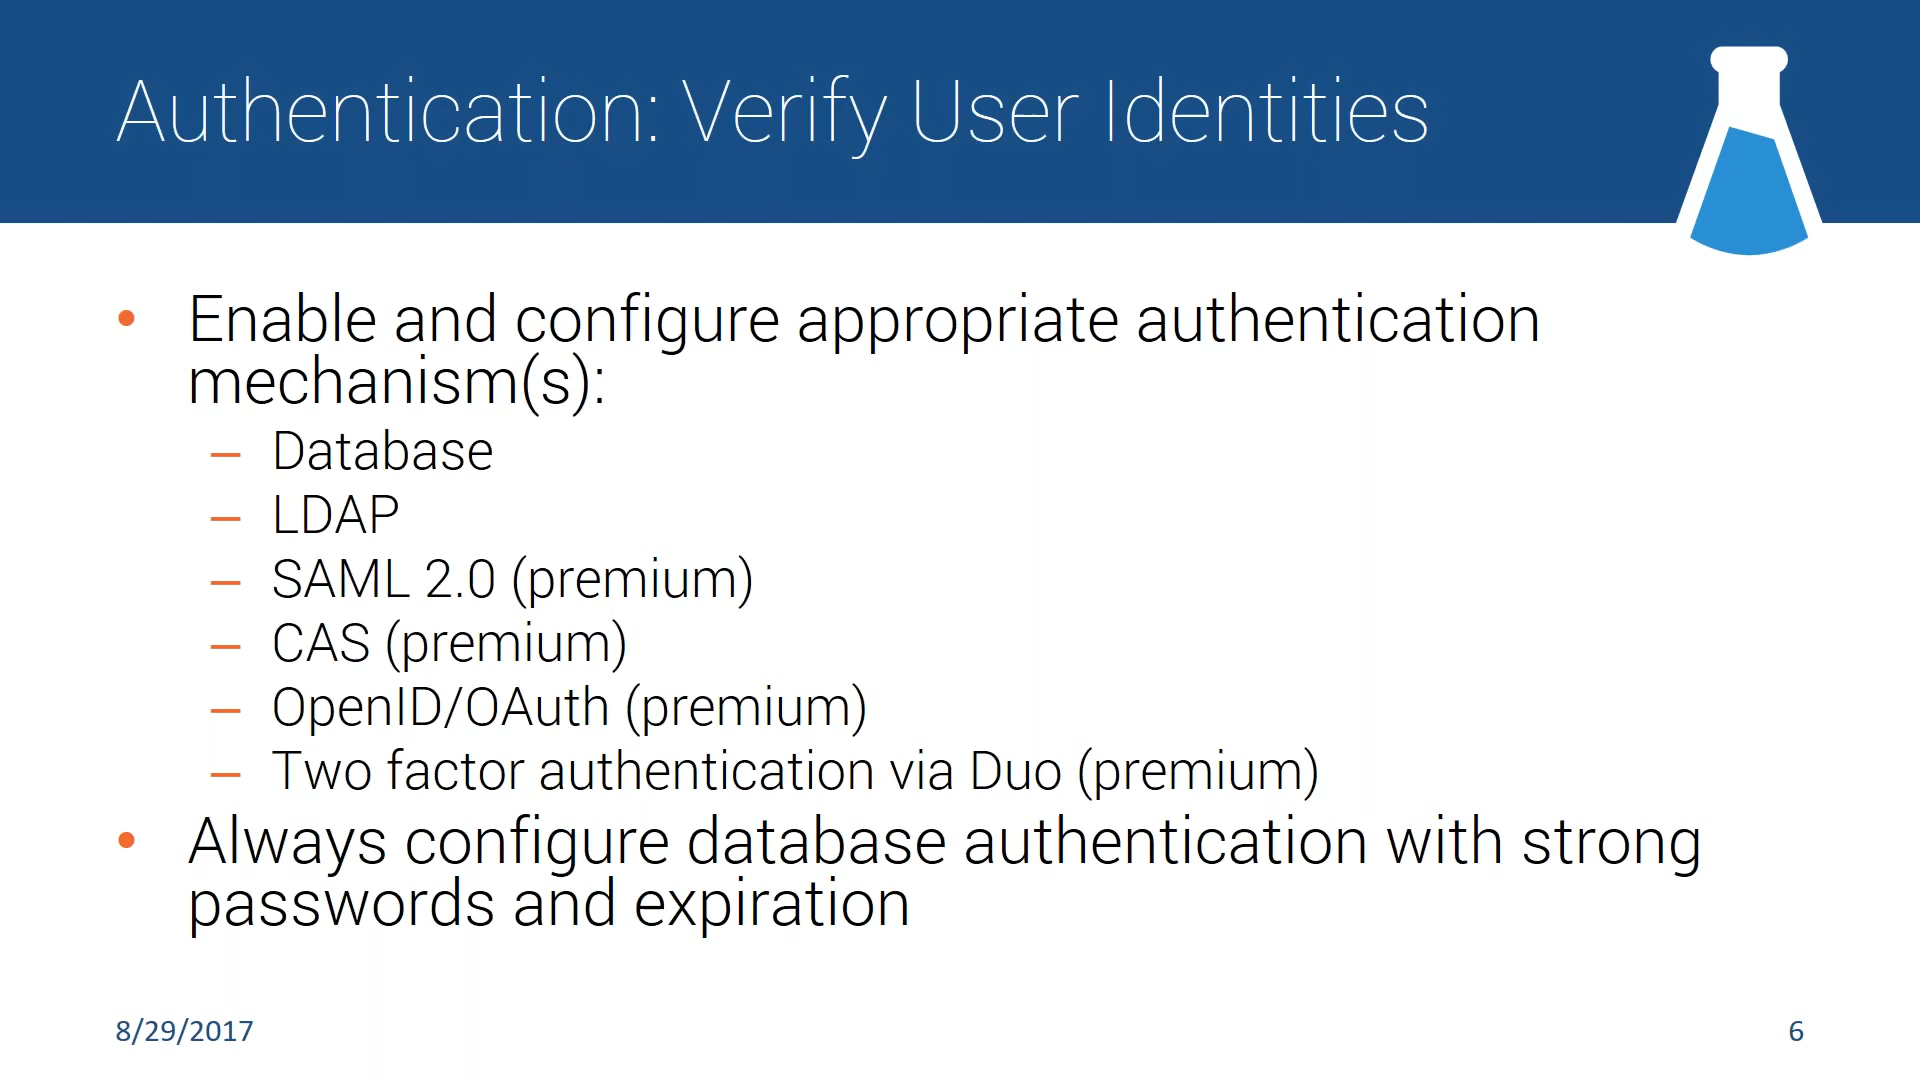 Authentication: Verify User Identities
• Enable and configure appropriate authentication
mechanism(s):
– Database
– LDAP
– SAML 2.0 (premium)
– CAS (premium)
– OpenID/OAuth (premium)
– Two factor authentication via Duo (premium)
• Always configure database authentication with strong
passwords and expiration
8/29/2017
6